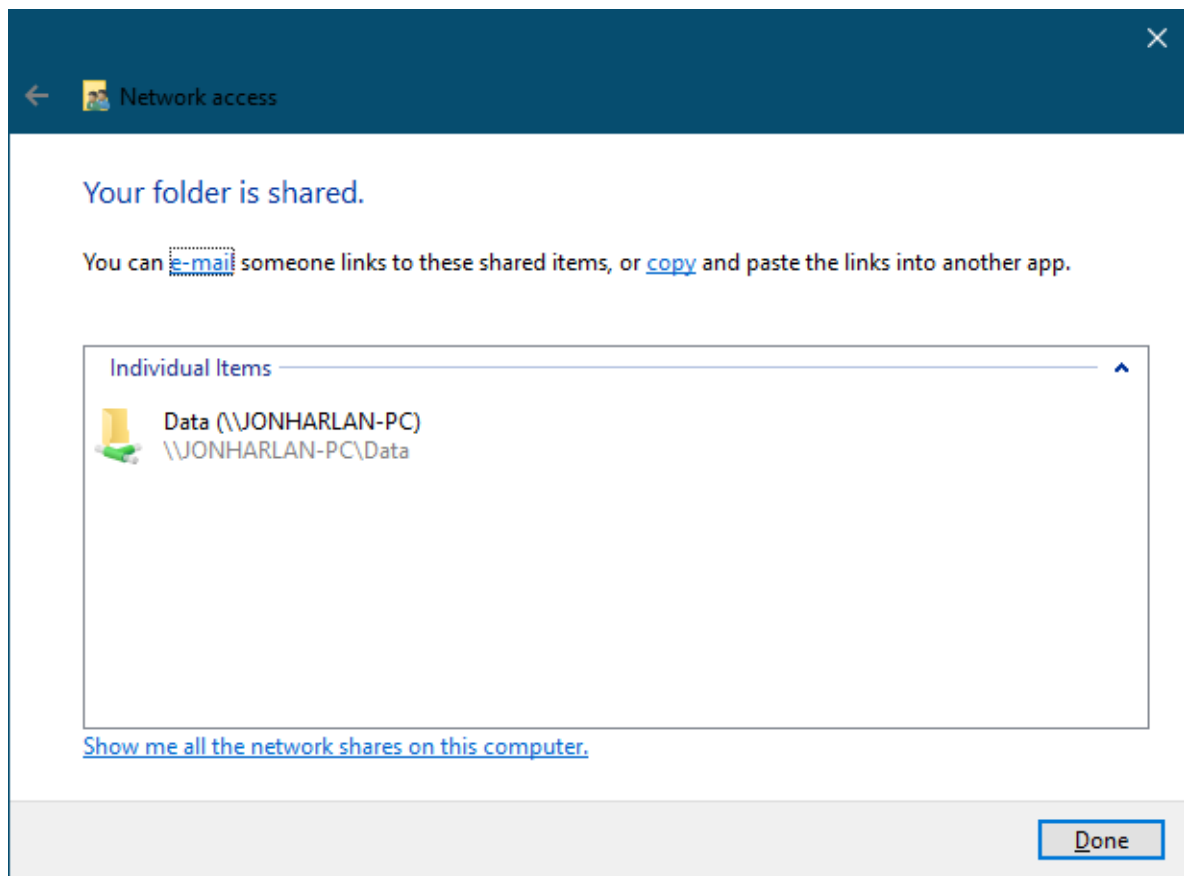 Network access
Your folder is shared.
You can e-mail someone links to these shared items, or copy and paste the links into another app.
Individual Items
Data (\\JONHARLAN-PC)
\\JONHARLAN-PC\Data
Show me all the network shares on this computer.
Done